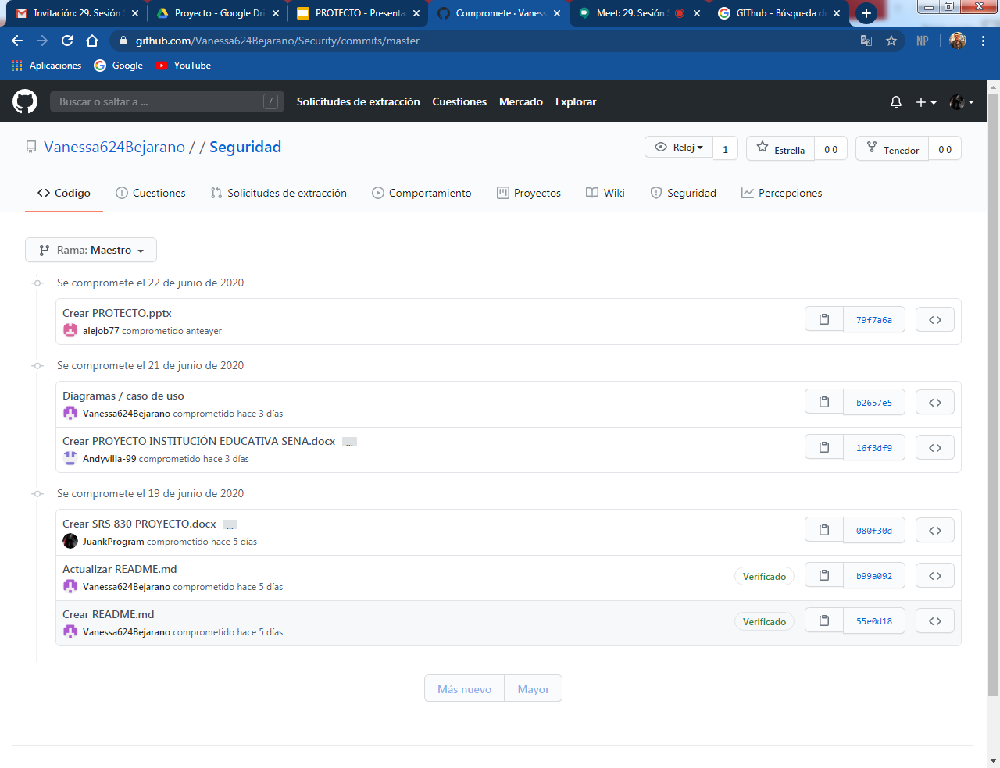 Invitación: 29. Sesión
Proyecto - Google Dri
PROTECTO - Presenta
Compromete · Vaness
Meet: 29. Sesión
GIThub - Búsqueda d
github.com/Vanessa624Bejarano/Security/commits/master
NP
Aplicaciones
Google
YouTube
Buscar o saltar a ...
/
Solicitudes de extracción
Cuestiones
Mercado
Explorar
Vanessa624Bejarano / / Seguridad
Reloj
1
Estrella
0 0
Tenedor
0 0
Código
Cuestiones
Solicitudes de extracción
Comportamiento
Proyectos
Wiki
Seguridad
Percepciones
Rama: Maestro
Se compromete el 22 de junio de 2020
Crear PROTECTO.pptx
alejob77 comprometido anteayer
79f7a6a
Se compromete el 21 de junio de 2020
Diagramas / caso de uso
Vanessa624Bejarano comprometido hace 3 días
b2657e5
Crear PROYECTO INSTITUCIÓN EDUCATIVA SENA.docx ...
Andyvilla-99 comprometido hace 3 días
16f3df9
Se compromete el 19 de junio de 2020
Crear SRS 830 PROYECTO.docx ...
JuankProgram comprometido hace 5 días
080f30d
Actualizar README.md
Vanessa624Bejarano comprometido hace 5 días
Verificado
b99a092
Crear README.md
Vanessa624Bejarano comprometido hace 5 días
Verificado
55e0d18
Más nuevo
Mayor